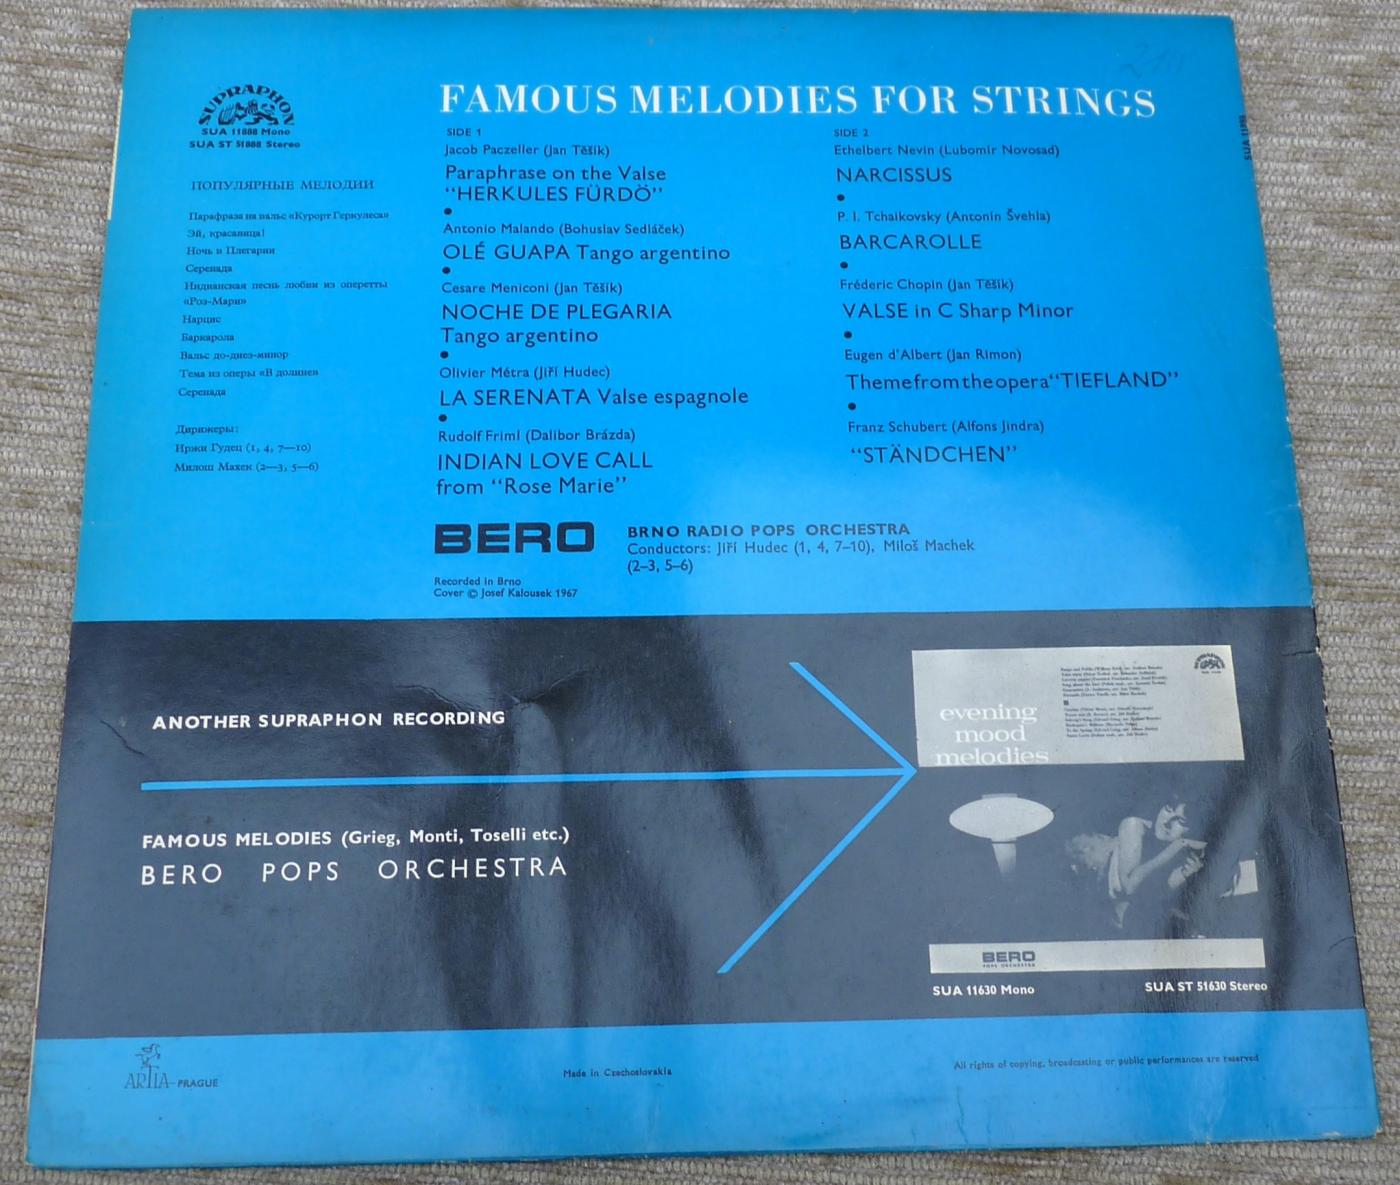 SUPRAPHON
SUA 11888 Mono
SUA ST 51888 Stereo
ПОПУЛЯРНЫЕ МЕЛОДИИ
Парафраза на вальс «Курорт Геркулеса»
Эй, красавица!
Ночь в Плегарии
Серенада
Индианская песнь любви из оперетты
«Роз-Мари»
Нарцис
Баркарола
Вальс до-диез-минор
Тема из оперы «В долине»
Серенада
Дирижеры:
Иржи Гудец (1, 4, 7—10)
Милош Махек (2—3, 5—6)
FAMOUS MELODIES FOR STRINGS
SIDE 1
Jacob Paczeller (Jan Těšík)
Paraphrase on the Valse
“HERKULES FÜRDÖ”
Antonio Malando (Bohuslav Sedláček)
OLÉ GUAPA Tango argentino
Cesare Meniconi (Jan Těšík)
NOCHE DE PLEGARIA
Tango argentino
Olivier Métra (Jiří Hudec)
LA SERENATA Valse espagnole
Rudolf Friml (Dalibor Brázda)
INDIAN LOVE CALL
from “Rose Marie”
SIDE 2
Ethelbert Nevin (Lubomír Novosad)
NARCISSUS
P. I. Tchaikovsky (Antonín Švehla)
BARCAROLLE
Fréderic Chopin (Jan Těšík)
VALSE in C Sharp Minor
Eugen d'Albert (Jan Rimon)
Theme from the opera “TIEFLAND”
Franz Schubert (Alfons Jindra)
“STÄNDCHEN”
BERO
BRNO RADIO POPS ORCHESTRA
Conductors: Jiří Hudec (1, 4, 7–10), Miloš Machek
(2–3, 5–6)
Recorded in Brno
Cover © Josef Kalousek 1967
SUA 11888
ANOTHER SUPRAPHON RECORDING
FAMOUS MELODIES (Grieg, Monti, Toselli etc.)
BERO POPS ORCHESTRA
evening
mood
melodies
BERO
POPS ORCHESTRA
SUA 11630 Mono
SUA ST 51630 Stereo
ARTIA PRAGUE
Made in Czechoslovakia
All rights of copying, broadcasting or public performances are reserved